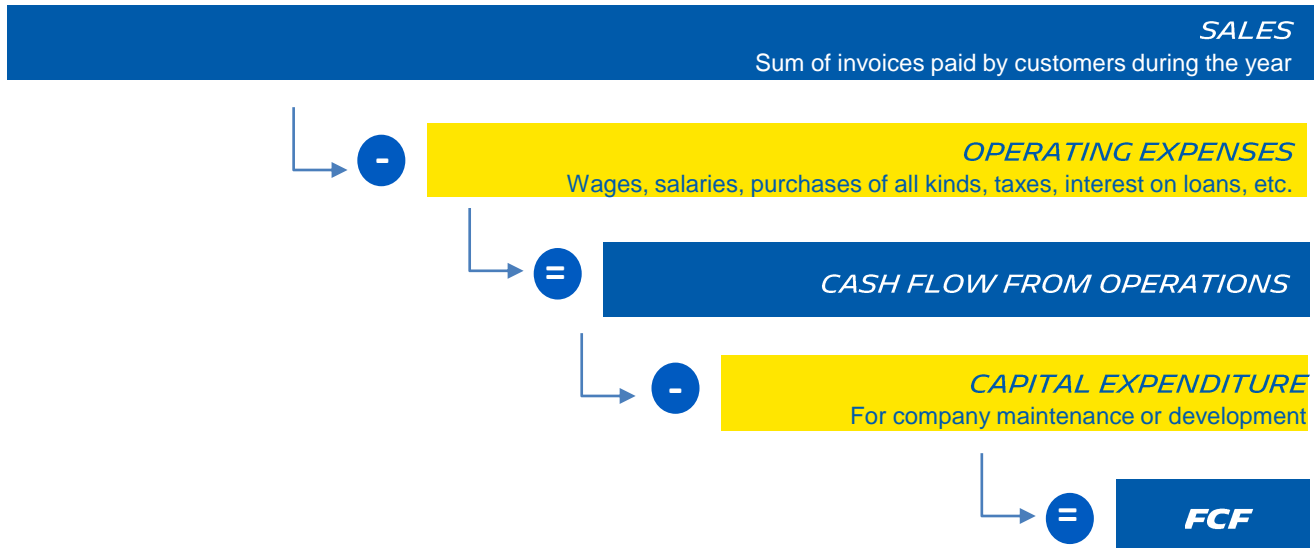 SALES
Sum of invoices paid by customers during the year
-
OPERATING EXPENSES
Wages, salaries, purchases of all kinds, taxes, interest on loans, etc.
=
CASH FLOW FROM OPERATIONS
-
CAPITAL EXPENDITURE
For company maintenance or development
=
FCF